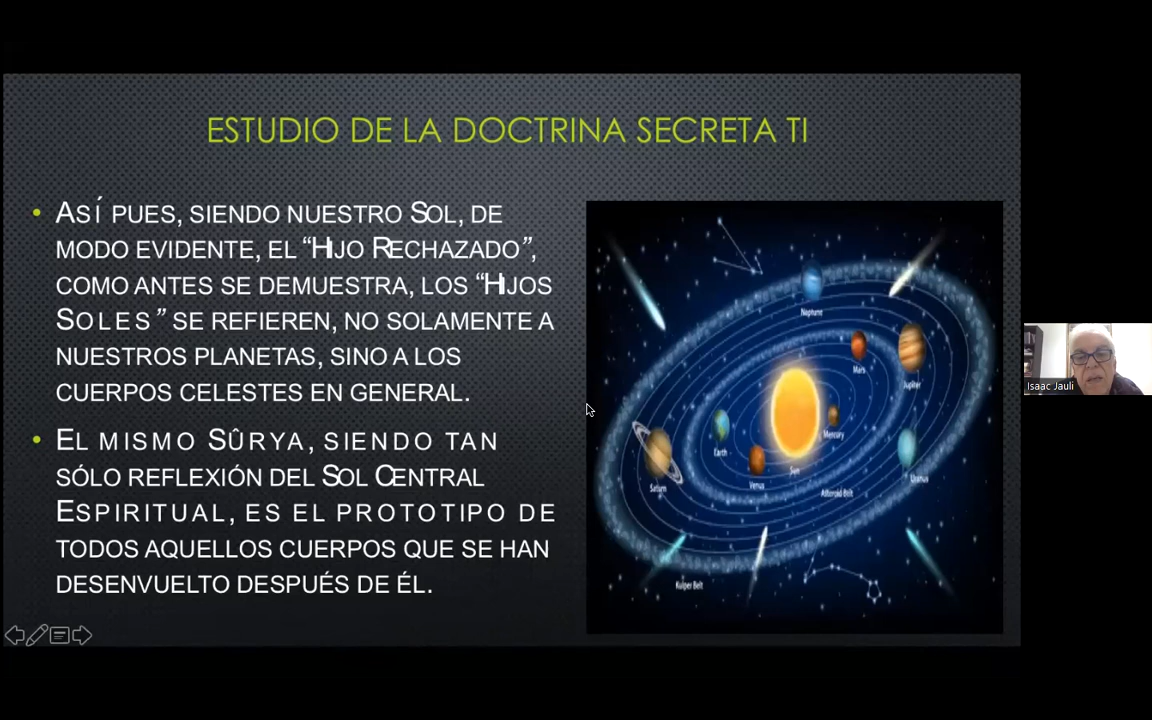 ESTUDIO DE LA DOCTRINA SECRETA TI
• ASÍ PUES, SIENDO NUESTRO SOL, DE
MODO EVIDENTE, EL “HIJO RECHAZADO”,
COMO ANTES SE DEMUESTRA, LOS “HIJOS
SOLES” SE REFIEREN, NO SOLAMENTE A
NUESTROS PLANETAS, SINO A LOS
CUERPOS CELESTES EN GENERAL.
• EL MISMO SÛRYA, SIENDO TAN
SÓLO REFLEXIÓN DEL SOL CENTRAL
ESPIRITUAL, ES EL PROTOTIPO DE
TODOS AQUELLOS CUERPOS QUE SE HAN
DESENVUELTO DESPUÉS DE ÉL.
Neptune
Mars
Jupiter
Mercury
Earth
Sun
Venus
Saturn
Uranus
Asteroid Belt
Kuiper Belt
Isaac Jauli